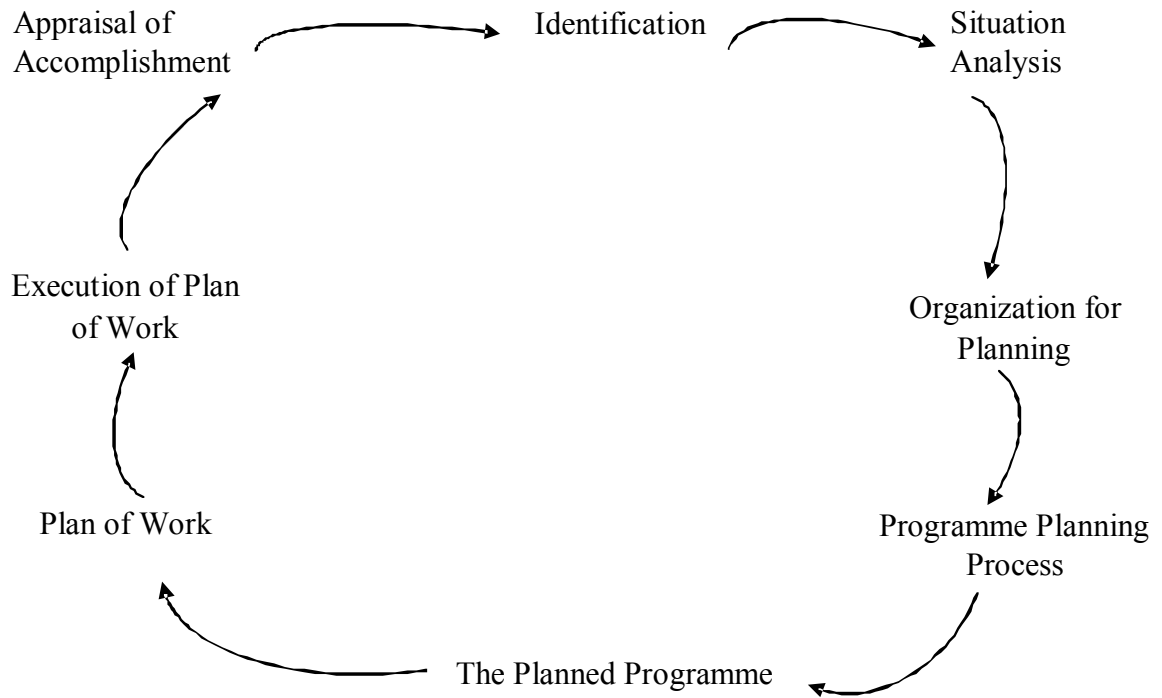 Appraisal of
Accomplishment
Identification
Situation
Analysis
Organization for
Planning
Programme Planning
Process
The Planned Programme
Plan of Work
Execution of Plan
of Work